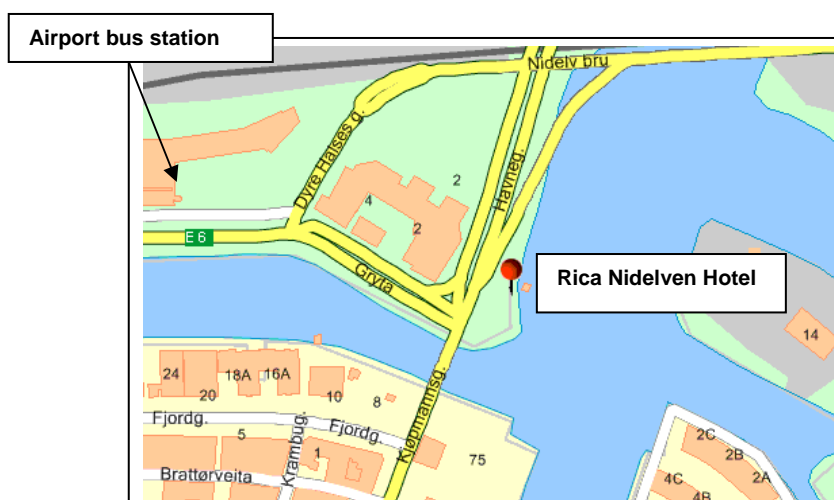 Airport bus station
Nidelv bru
Dyre Halses g.
Havneg.
2
4
2
E 6
Gryta
Rica Nidelven Hotel
14
24
18A
16A
20
10
8
Fjordg.
Fjordg.
Kjøpmannsg.
5
Krambug.
1
75
Brattørveita
2C
2B
2A
4C
4B